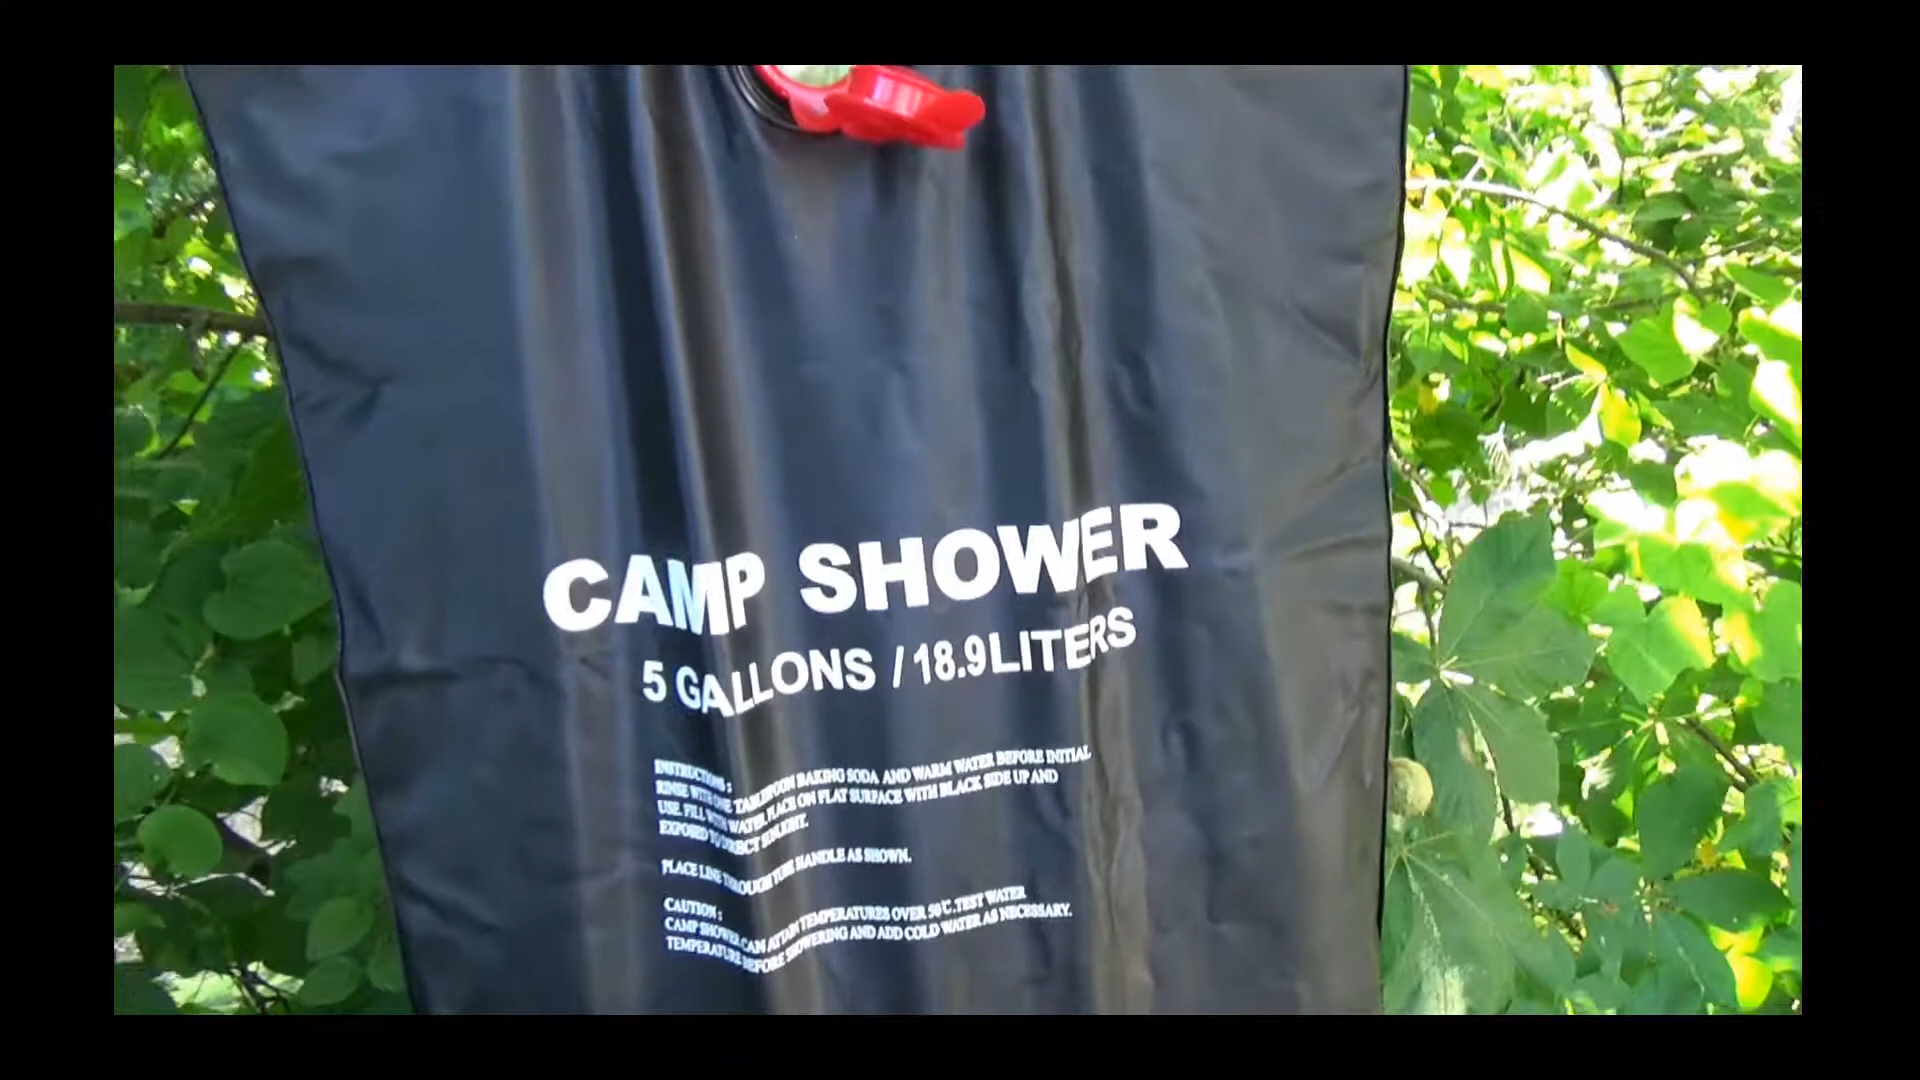 CAMP SHOWER
5 GALLONS / 18.9LITERS
INSTRUCTIONS :
RINSE WITH ONE TABLESPOON BAKING SODA AND WARM WATER BEFORE INITIAL
USE. FILL WITH WATER, PLACE ON FLAT SURFACE WITH BLACK SIDE UP AND
EXPOSED TO DIRECT SUNLIGHT.
PLACE LINE THROUGH TUBE HANDLE AS SHOWN.
CAUTION :
CAMP SHOWER CAN ATTAIN TEMPERATURES OVER 50℃.TEST WATER
TEMPERATURE BEFORE SHOWERING AND ADD COLD WATER AS NECESSARY.